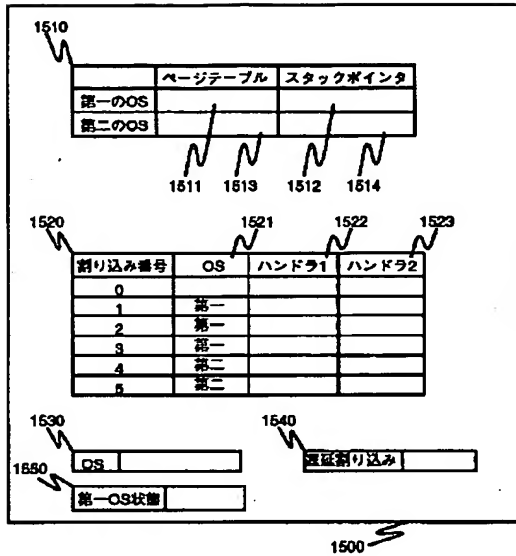 1510
ページテーブル スタックポインタ
第一のOS
第二のOS
1511 1513 1512 1514
1520 1521 1522 1523
割り込み番号 OS ハンドラ1 ハンドラ2
0
1 第一
2 第一
3 第一
4 第二
5 第二
1530 1540
OS 遅延割り込み
1550
第一OS状態
1500